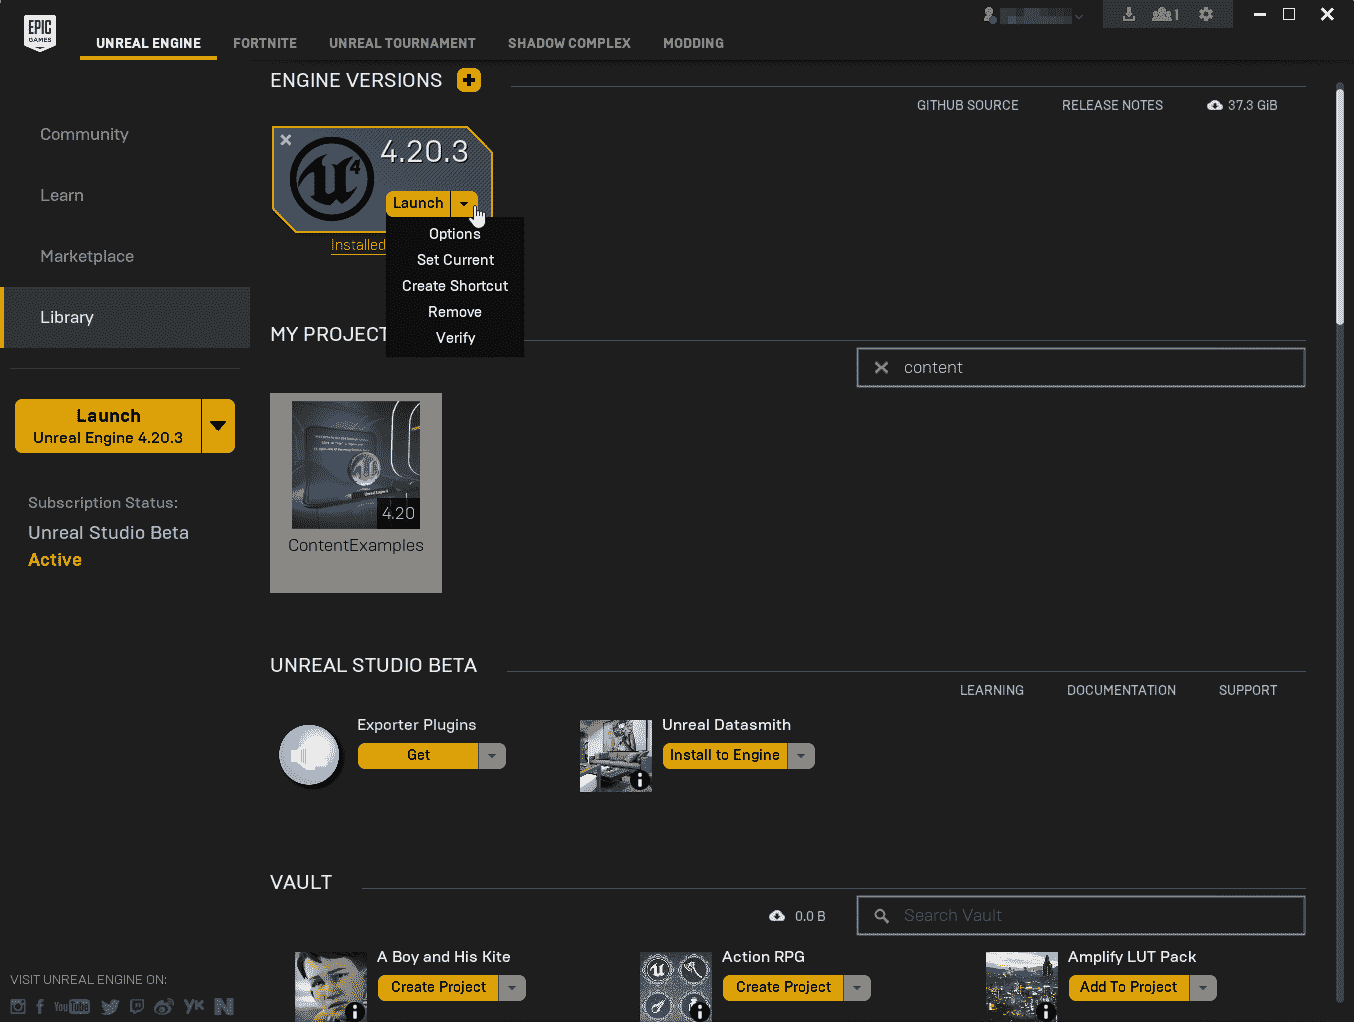 EPIC
GAMES
1
UNREAL ENGINE
FORTNITE
UNREAL TOURNAMENT
SHADOW COMPLEX
MODDING
ENGINE VERSIONS
GITHUB SOURCE
RELEASE NOTES
37.3 GiB
Community
Learn
Marketplace
Library
4.20.3
4
Launch
Installed
Options
Set Current
Create Shortcut
Remove
Verify
MY PROJECT
content
Launch
Unreal Engine 4.20.3
Subscription Status:
Unreal Studio Beta
Active
4.20
ContentExamples
UNREAL STUDIO BETA
LEARNING
DOCUMENTATION
SUPPORT
Exporter Plugins
Get
Unreal Datasmith
Install to Engine
VAULT
0.0 B
Search Vault
A Boy and His Kite
Create Project
Action RPG
Create Project
Amplify LUT Pack
Add To Project
VISIT UNREAL ENGINE ON:
YouTube